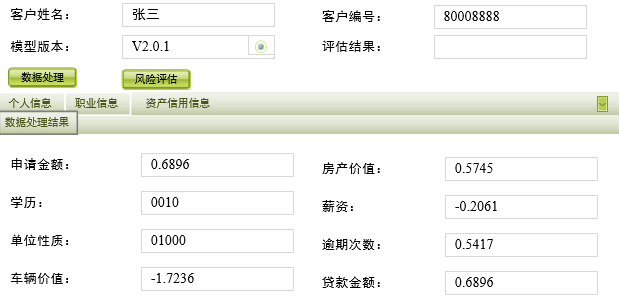 客户姓名： 张三 客户编号： 80008888
模型版本： V2.0.1 评估结果：
数据处理 风险评估
个人信息 职业信息 资产信用信息
数据处理结果
申请金额： 0.6896 房产价值： 0.5745
学历： 0010 薪资： -0.2061
单位性质： 01000 逾期次数： 0.5417
车辆价值： -1.7236 贷款金额： 0.6896